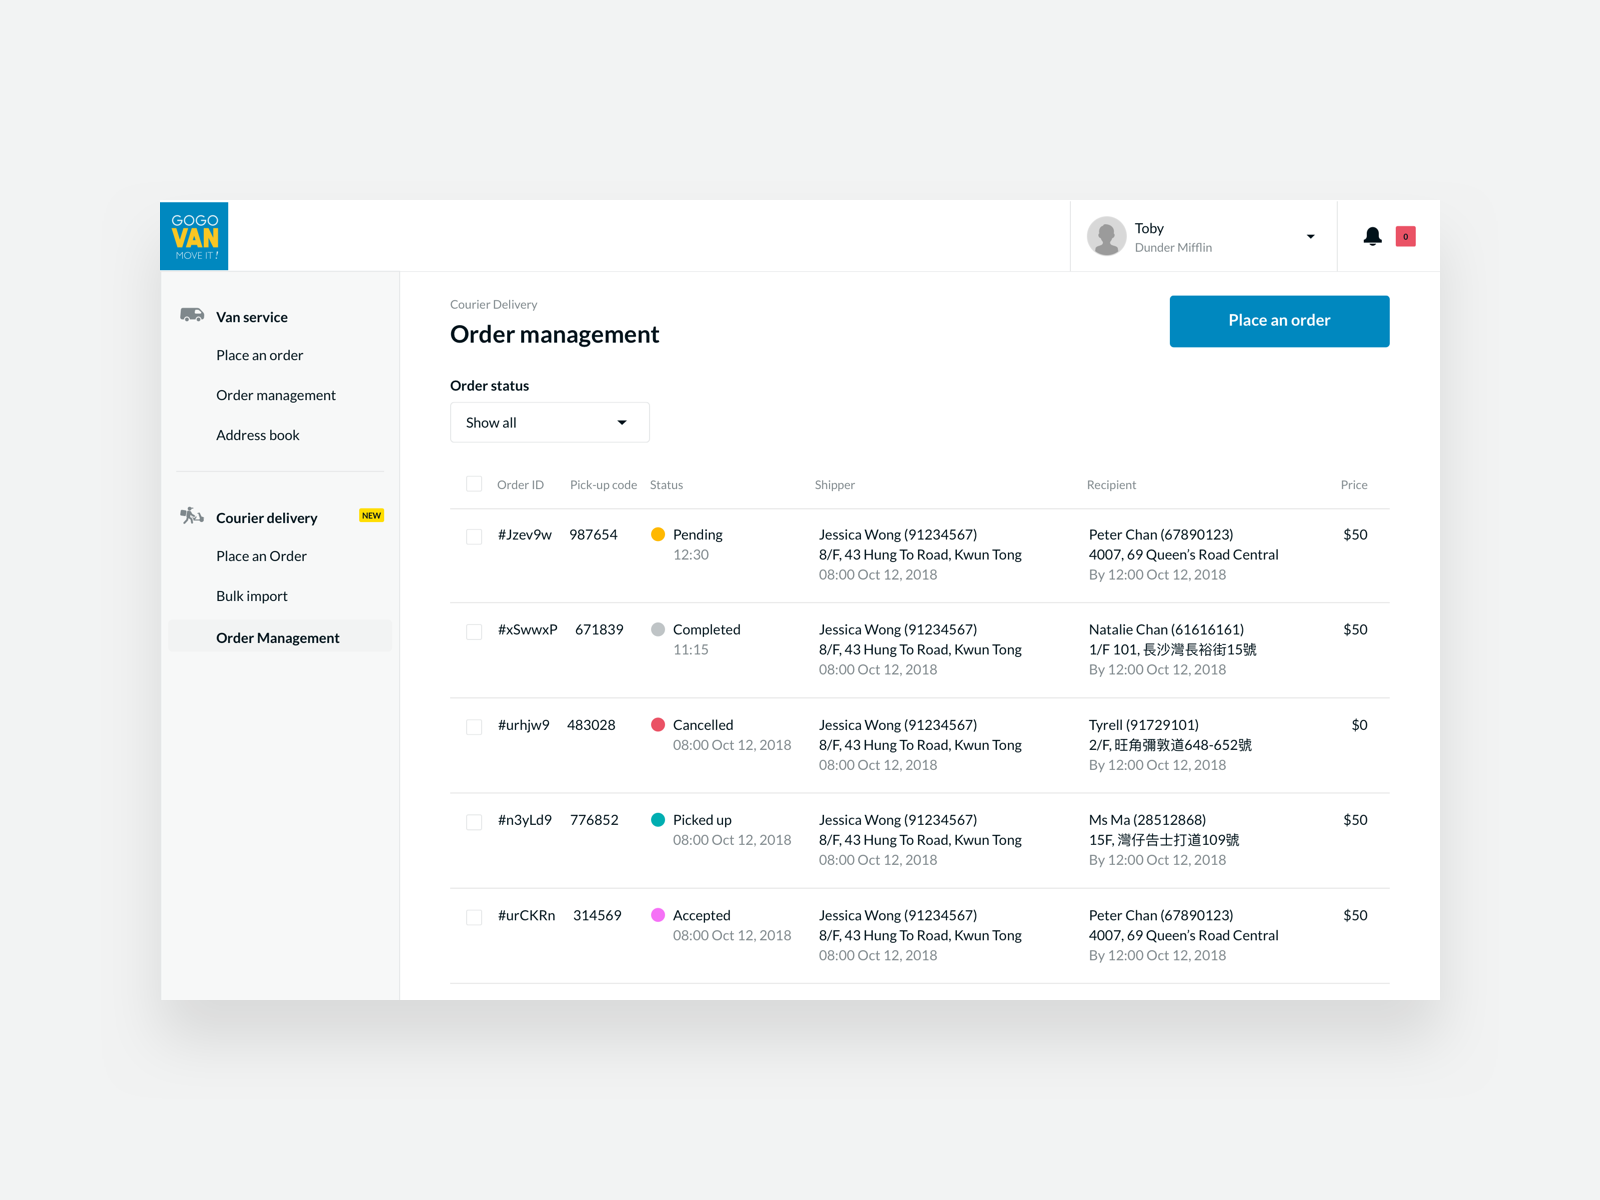 GOGO
VAN
MOVE IT!
Toby
Dunder Mifflin
0
Van service
Place an order
Order management
Address book
Courier delivery NEW
Place an Order
Bulk import
Order Management
Courier Delivery
Order management
Place an order
Order status
Show all
Order ID Pick-up code Status Shipper Recipient Price
#Jzev9w 987654 Pending Jessica Wong (91234567) Peter Chan (67890123) $50
12:30 8/F, 43 Hung To Road, Kwun Tong 4007, 69 Queen’s Road Central
08:00 Oct 12, 2018 By 12:00 Oct 12, 2018
#xSwwxP 671839 Completed Jessica Wong (91234567) Natalie Chan (61616161) $50
11:15 8/F, 43 Hung To Road, Kwun Tong 1/F 101, 長沙灣長裕街15號
08:00 Oct 12, 2018 By 12:00 Oct 12, 2018
#urhjw9 483028 Cancelled Jessica Wong (91234567) Tyrell (91729101) $0
08:00 Oct 12, 2018 8/F, 43 Hung To Road, Kwun Tong 2/F, 旺角彌敦道648-652號
08:00 Oct 12, 2018 By 12:00 Oct 12, 2018
#n3yLd9 776852 Picked up Jessica Wong (91234567) Ms Ma (28512868) $50
08:00 Oct 12, 2018 8/F, 43 Hung To Road, Kwun Tong 15F, 灣仔告士打道109號
08:00 Oct 12, 2018 By 12:00 Oct 12, 2018
#urCKRn 314569 Accepted Jessica Wong (91234567) Peter Chan (67890123) $50
08:00 Oct 12, 2018 8/F, 43 Hung To Road, Kwun Tong 4007, 69 Queen’s Road Central
08:00 Oct 12, 2018 By 12:00 Oct 12, 2018